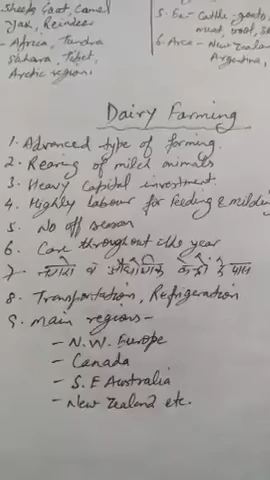 Sheep, Goat, Camel
Yak, Reindeer
- Africa, Tundra
Sahara, Tibet,
Arctic regions
5. Ex:- Cattle - goats
meat, wool, sk
6. Area - New Zealan
Argentina,
Dairy Farming
1. Advanced type of farming.
2. Rearing of milch animals
3. Heavy capital investment.
4. Highly labour for feeding & milking
5. No off season
6. Care throughout the year
7. नगरों व औद्योगिक केन्द्रों के पास
8. Transportation, Refrigeration
9. Main regions -
- N.W. Europe
- Canada
- S.E Australia
- New Zealand etc.